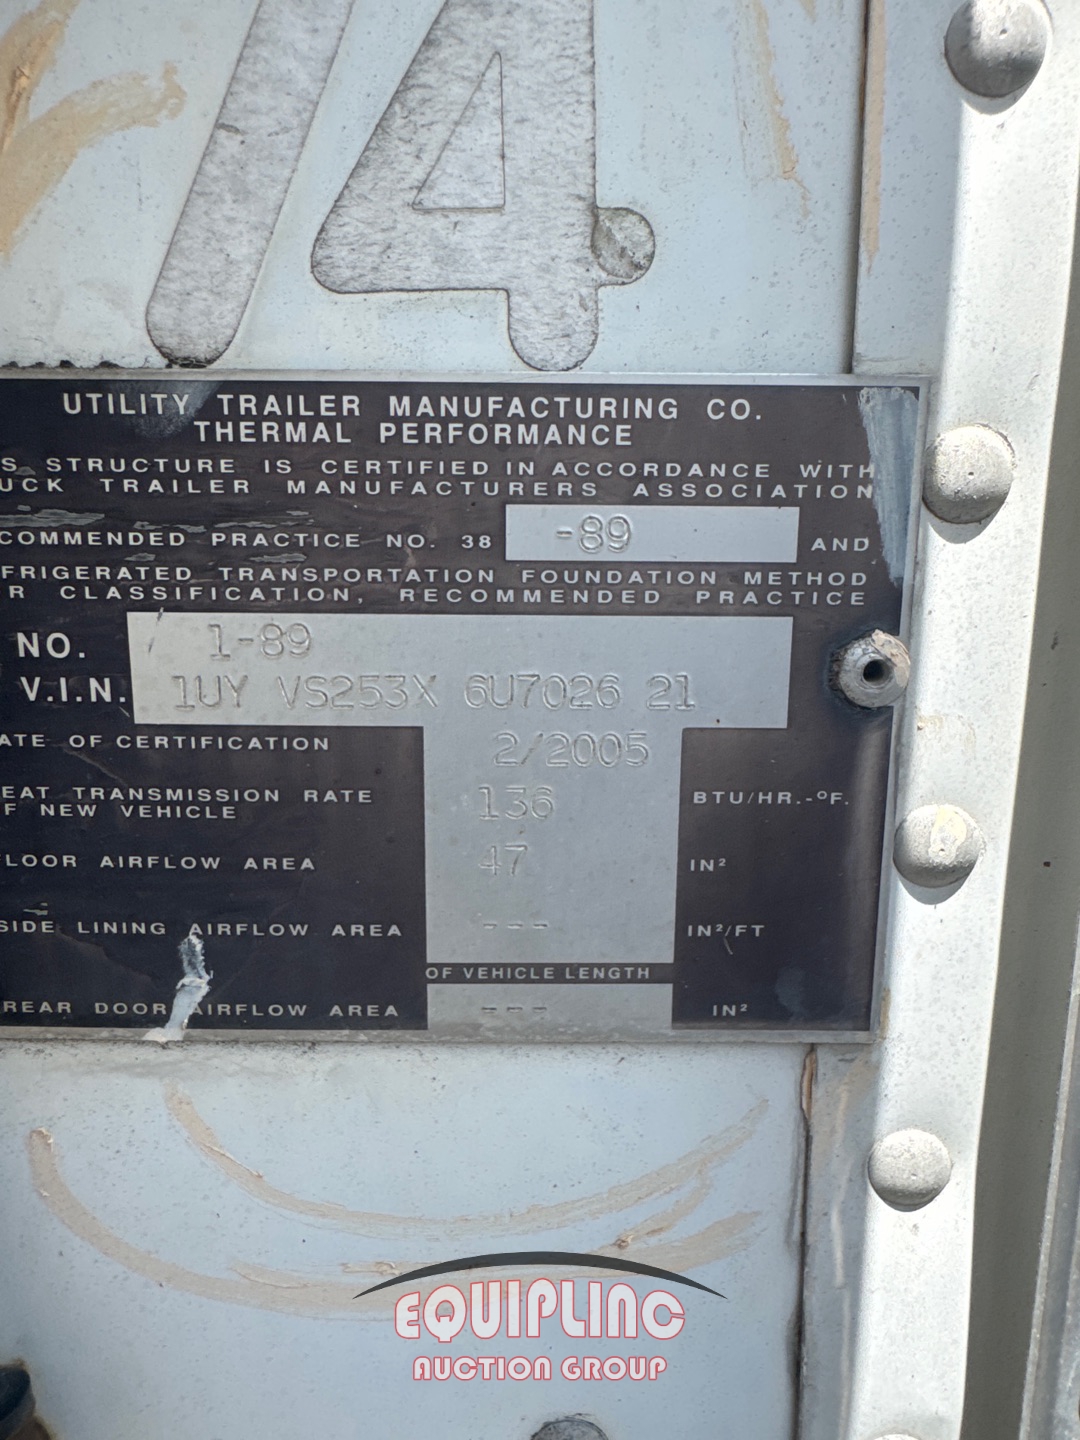 4
UTILITY TRAILER MANUFACTURING CO.
THERMAL PERFORMANCE
S STRUCTURE IS CERTIFIED IN ACCORDANCE WITH
UCK TRAILER MANUFACTURERS ASSOCIATION
COMMENDED PRACTICE NO. 38 -89 AND
FRIGERATED TRANSPORTATION FOUNDATION METHOD
R CLASSIFICATION, RECOMMENDED PRACTICE
NO. 1-89
V.I.N. 1UY VS253X 6U7026 21
ATE OF CERTIFICATION 2/2005
EAT TRANSMISSION RATE
F NEW VEHICLE 136 BTU/HR.-°F.
LOOR AIRFLOW AREA 47 IN²
SIDE LINING AIRFLOW AREA --- IN²/FT
OF VEHICLE LENGTH
REAR DOOR AIRFLOW AREA --- IN²
EQUIPLINC
AUCTION GROUP